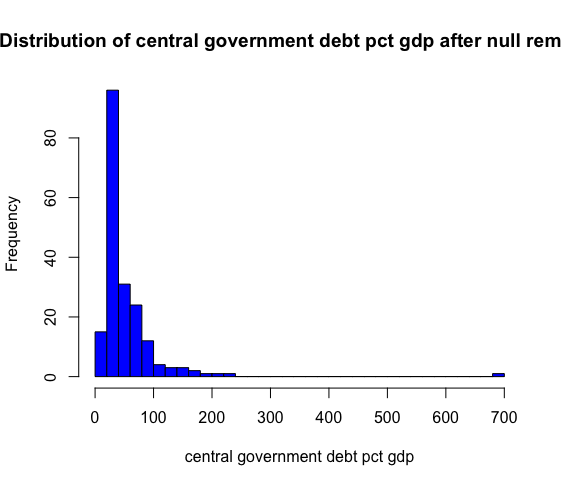 Distribution of central government debt pct gdp after null rem
80
60
40
20
0
Frequency
0 100 200 300 400 500 600 700
central government debt pct gdp